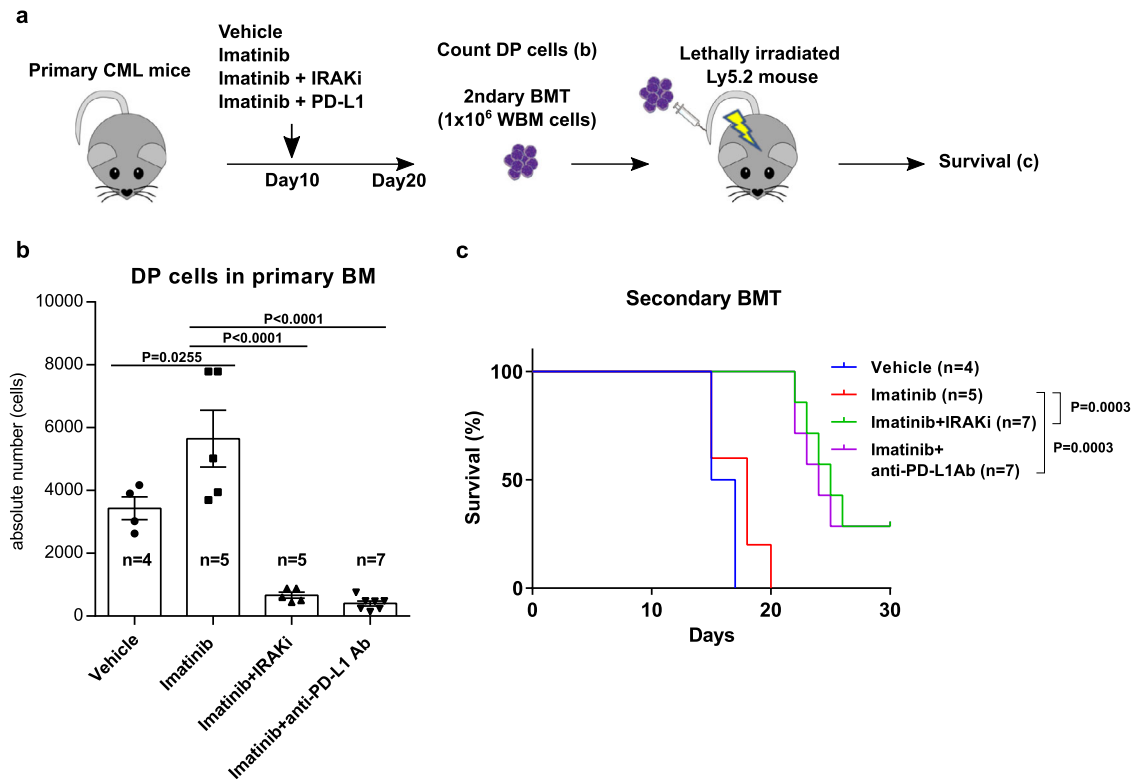 a
Primary CML mice
Vehicle
Imatinib
Imatinib + IRAKi
Imatinib + PD-L1
Day10
Day20
Count DP cells (b)
2ndary BMT
(1x10⁶ WBM cells)
Lethally irradiated
Ly5.2 mouse
Survival (c)
b
DP cells in primary BM
absolute number (cells)
10000
8000
6000
4000
2000
0
P<0.0001
P<0.0001
P=0.0255
n=4
n=5
n=5
n=7
Vehicle
Imatinib
Imatinib+IRAKi
Imatinib+anti-PD-L1 Ab
c
Secondary BMT
Survival (%)
100
50
0
0
10
20
30
Days
Vehicle (n=4)
Imatinib (n=5)
Imatinib+IRAKi (n=7)
Imatinib+
anti-PD-L1Ab (n=7)
P=0.0003
P=0.0003